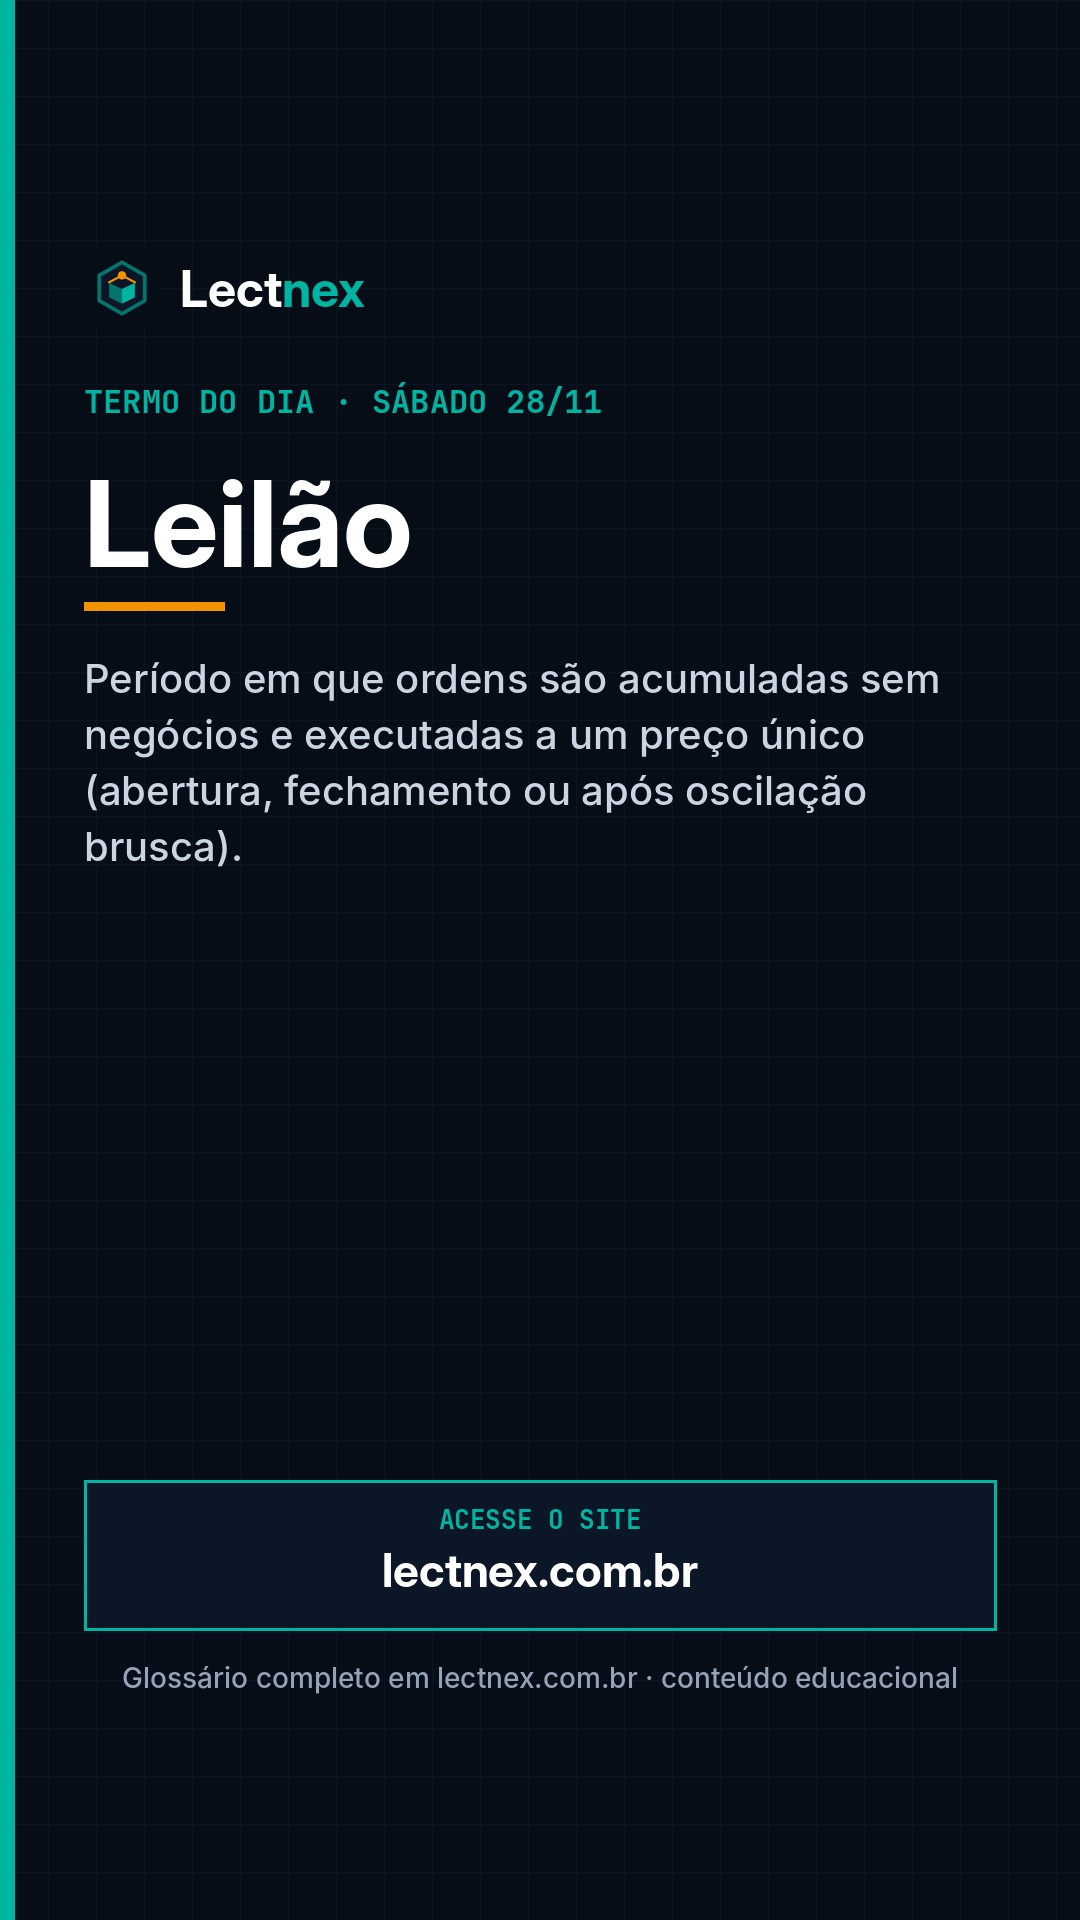 Lectnex
TERMO DO DIA · SÁBADO 28/11
Leilão
Período em que ordens são acumuladas sem
negócios e executadas a um preço único
(abertura, fechamento ou após oscilação
brusca).
ACESSE O SITE
lectnex.com.br
Glossário completo em lectnex.com.br · conteúdo educacional